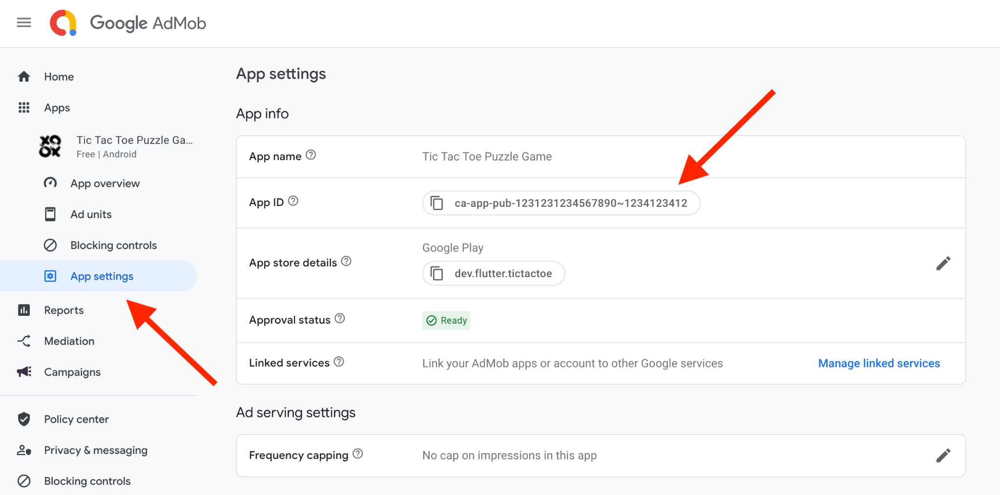 Google AdMob
Home
Apps
Tic Tac Toe Puzzle Ga...
Free | Android
App overview
Ad units
Blocking controls
App settings
Reports
Mediation
Campaigns
Policy center
Privacy & messaging
Blocking controls
App settings
App info
App name
Tic Tac Toe Puzzle Game
App ID
ca-app-pub-1231231234567890~1234123412
App store details
Google Play
dev.flutter.tictactoe
Approval status
Ready
Linked services
Link your AdMob apps or account to other Google services
Manage linked services
Ad serving settings
Frequency capping
No cap on impressions in this app